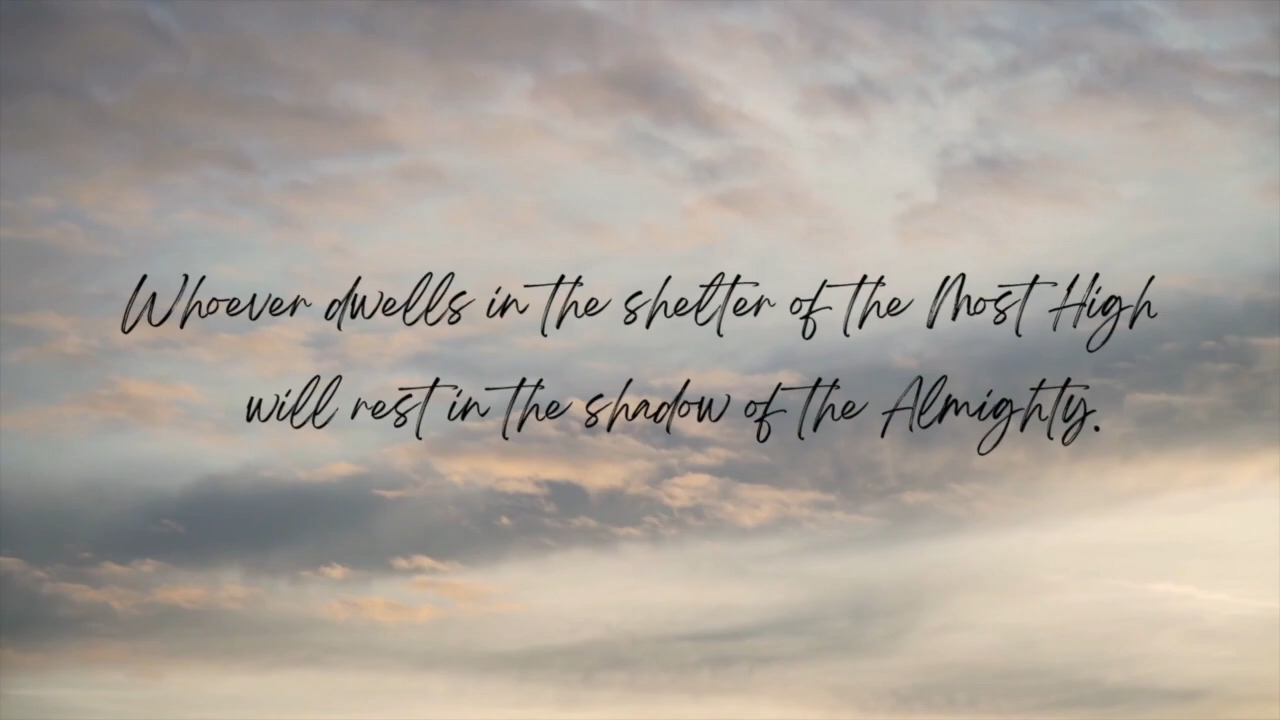 Whoever dwells in the shelter of the Most High
will rest in the shadow of the Almighty.